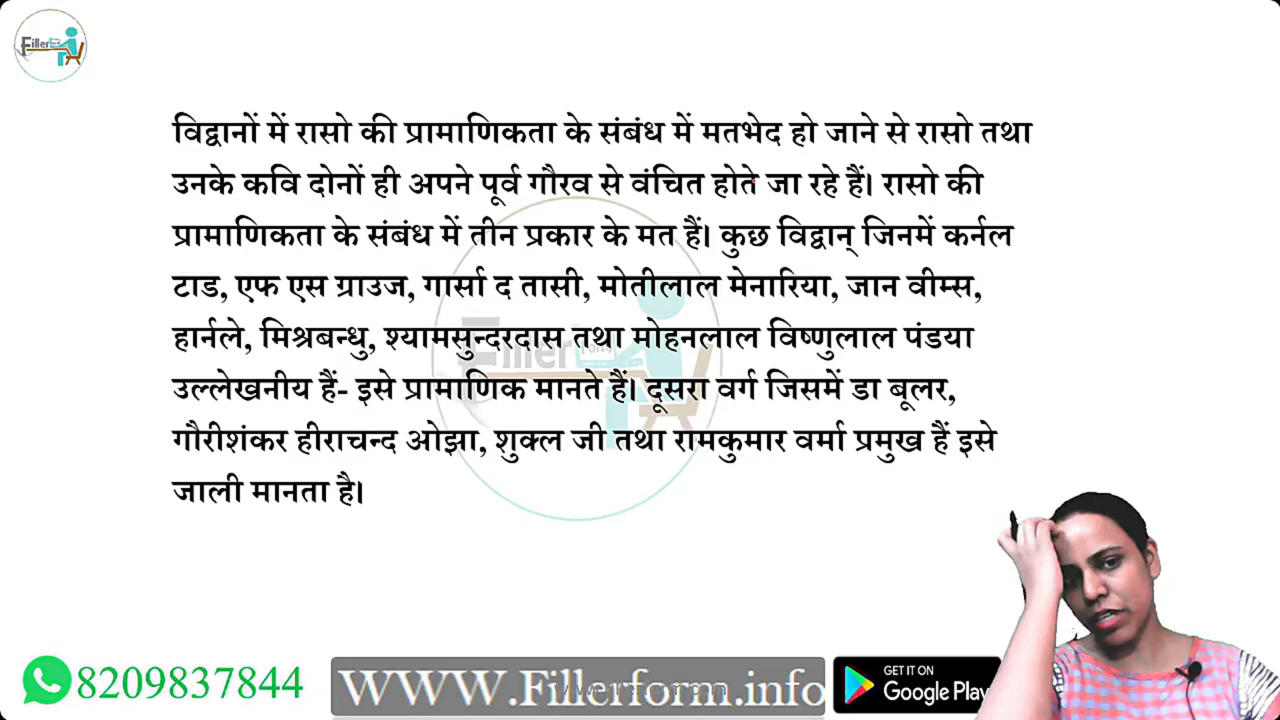 Filler
विद्वानों में रासो की प्रामाणिकता के संबंध में मतभेद हो जाने से रासो तथा
उनके कवि दोनों ही अपने पूर्व गौरव से वंचित होते जा रहे हैं। रासो की
प्रामाणिकता के संबंध में तीन प्रकार के मत हैं। कुछ विद्वान् जिनमें कर्नल
टाड, एफ एस ग्राउज, गार्सा द तासी, मोतीलाल मेनारिया, जान वीम्स,
हार्नले, मिश्रबन्धु, श्यामसुन्दरदास तथा मोहनलाल विष्णुलाल पंडया
उल्लेखनीय हैं- इसे प्रामाणिक मानते हैं। दूसरा वर्ग जिसमें डा बूलर,
गौरीशंकर हीराचन्द ओझा, शुक्ल जी तथा रामकुमार वर्मा प्रमुख हैं इसे
जाली मानता है।
Filler
8209837844
WWW.Fillerform.info
GET IT ON
Google Play